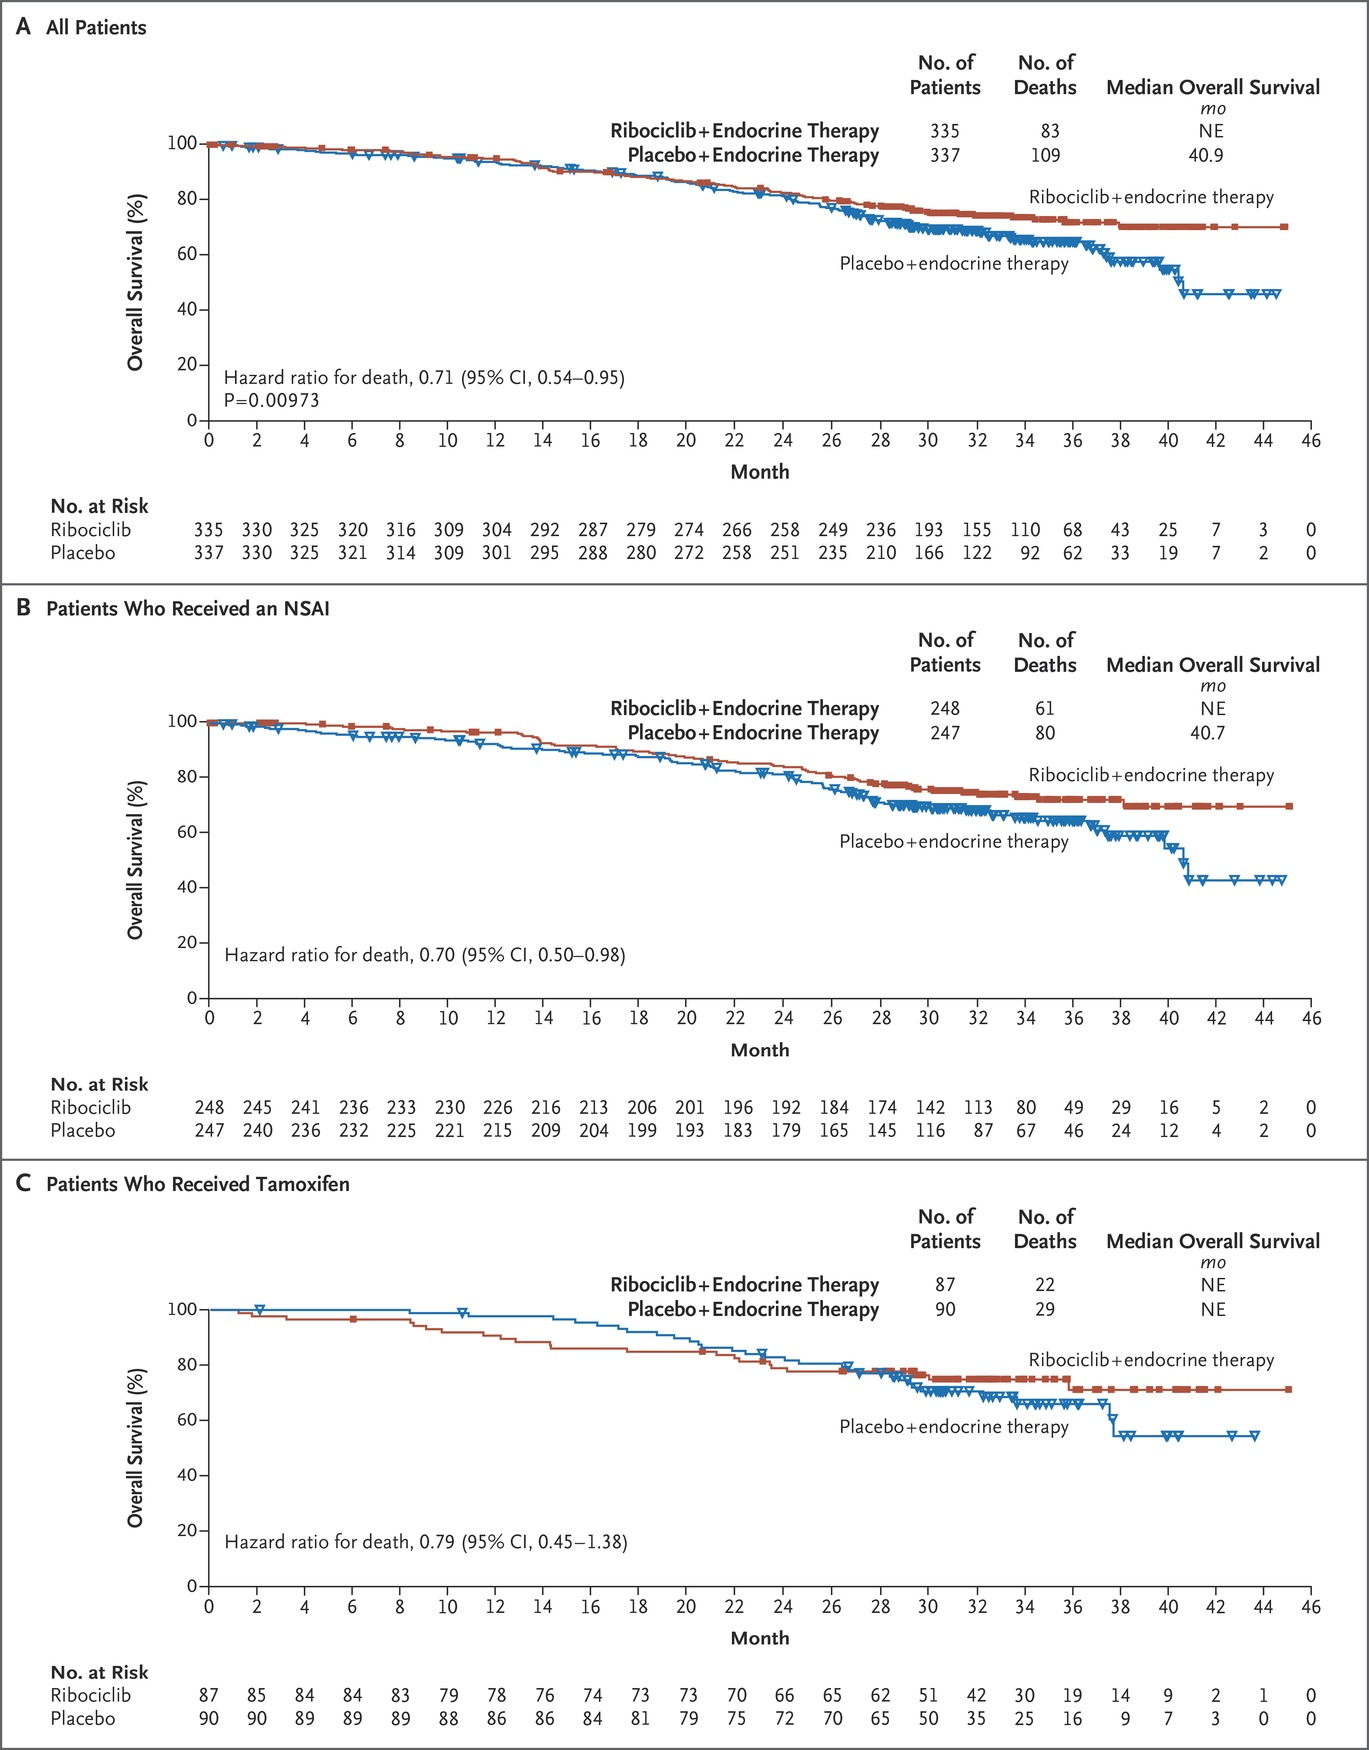 A All Patients
No. of Patients No. of Deaths Median Overall Survival
mo
Ribociclib+Endocrine Therapy 335 83 NE
Placebo+Endocrine Therapy 337 109 40.9
Ribociclib+endocrine therapy
Placebo+endocrine therapy
Overall Survival (%)
100
80
60
40
20
0
Hazard ratio for death, 0.71 (95% CI, 0.54–0.95)
P=0.00973
0 2 4 6 8 10 12 14 16 18 20 22 24 26 28 30 32 34 36 38 40 42 44 46
Month
No. at Risk
Ribociclib 335 330 325 320 316 309 304 292 287 279 274 266 258 249 236 193 155 110 68 43 25 7 3 0
Placebo 337 330 325 321 314 309 301 295 288 280 272 258 251 235 210 166 122 92 62 33 19 7 2 0
B Patients Who Received an NSAI
No. of Patients No. of Deaths Median Overall Survival
mo
Ribociclib+Endocrine Therapy 248 61 NE
Placebo+Endocrine Therapy 247 80 40.7
Ribociclib+endocrine therapy
Placebo+endocrine therapy
Overall Survival (%)
100
80
60
40
20
0
Hazard ratio for death, 0.70 (95% CI, 0.50–0.98)
0 2 4 6 8 10 12 14 16 18 20 22 24 26 28 30 32 34 36 38 40 42 44 46
Month
No. at Risk
Ribociclib 248 245 241 236 233 230 226 216 213 206 201 196 192 184 174 142 113 80 49 29 16 5 2 0
Placebo 247 240 236 232 225 221 215 209 204 199 193 183 179 165 145 116 87 67 46 24 12 4 2 0
C Patients Who Received Tamoxifen
No. of Patients No. of Deaths Median Overall Survival
mo
Ribociclib+Endocrine Therapy 87 22 NE
Placebo+Endocrine Therapy 90 29 NE
Ribociclib+endocrine therapy
Placebo+endocrine therapy
Overall Survival (%)
100
80
60
40
20
0
Hazard ratio for death, 0.79 (95% CI, 0.45–1.38)
0 2 4 6 8 10 12 14 16 18 20 22 24 26 28 30 32 34 36 38 40 42 44 46
Month
No. at Risk
Ribociclib 87 85 84 84 83 79 78 76 74 73 73 70 66 65 62 51 42 30 19 14 9 2 1 0
Placebo 90 90 89 89 89 88 86 86 84 81 79 75 72 70 65 50 35 25 16 9 7 3 0 0